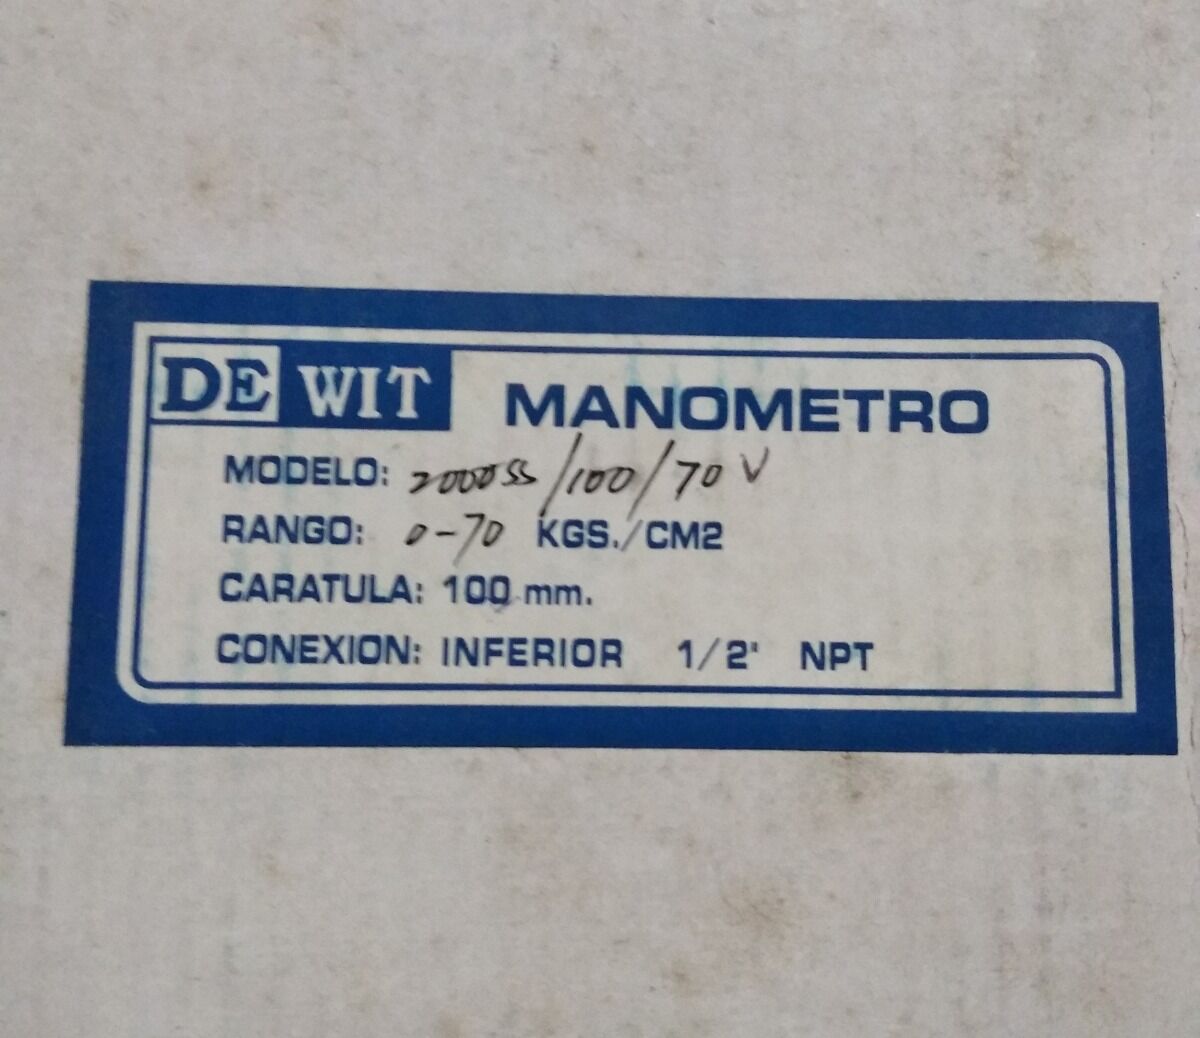 DE WIT MANOMETRO
MODELO: 2000SS/100/70 V
RANGO: 0-70 KGS./CM2
CARATULA: 100 mm.
CONEXION: INFERIOR 1/2" NPT